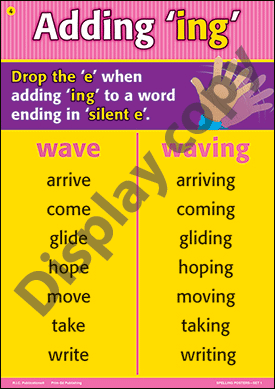 4
Adding 'ing'
Drop the 'e' when
adding 'ing' to a word
ending in 'silent e'.
wave waving
arrive arriving
come coming
glide gliding
hope hoping
move moving
take taking
write writing
Display copy
R.I.C. Publications® Prim-Ed Publishing SPELLING POSTERS – SET 1